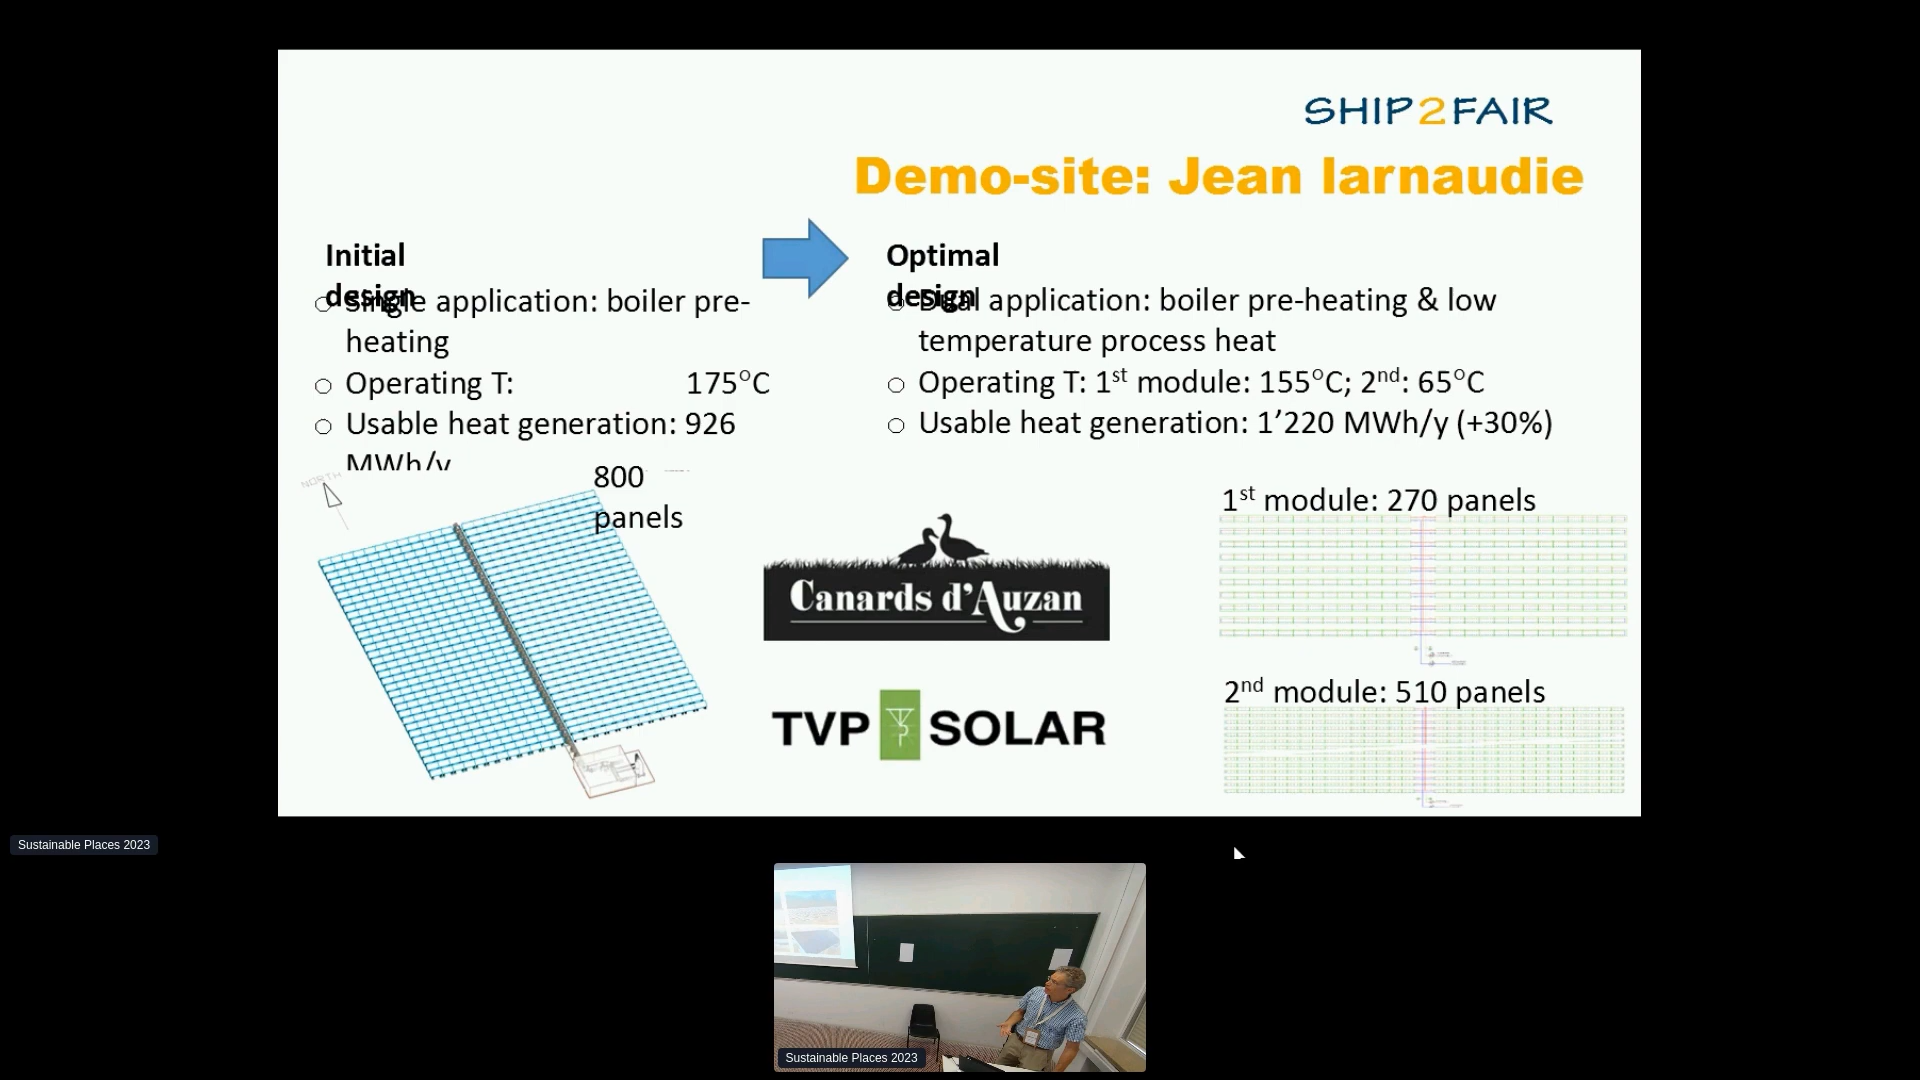 SHIP2FAIR
Demo-site: Jean larnaudie
Initial
design
○ Single application: boiler pre-
heating
○ Operating T: 175°C
○ Usable heat generation: 926
MWh/y
Optimal
design
○ Dual application: boiler pre-heating & low
temperature process heat
○ Operating T: 1st module: 155°C; 2nd: 65°C
○ Usable heat generation: 1’220 MWh/y (+30%)
NORTH
800
panels
Canards d’Auzan
TVP SOLAR
1st module: 270 panels
2nd module: 510 panels
Sustainable Places 2023
Sustainable Places 2023